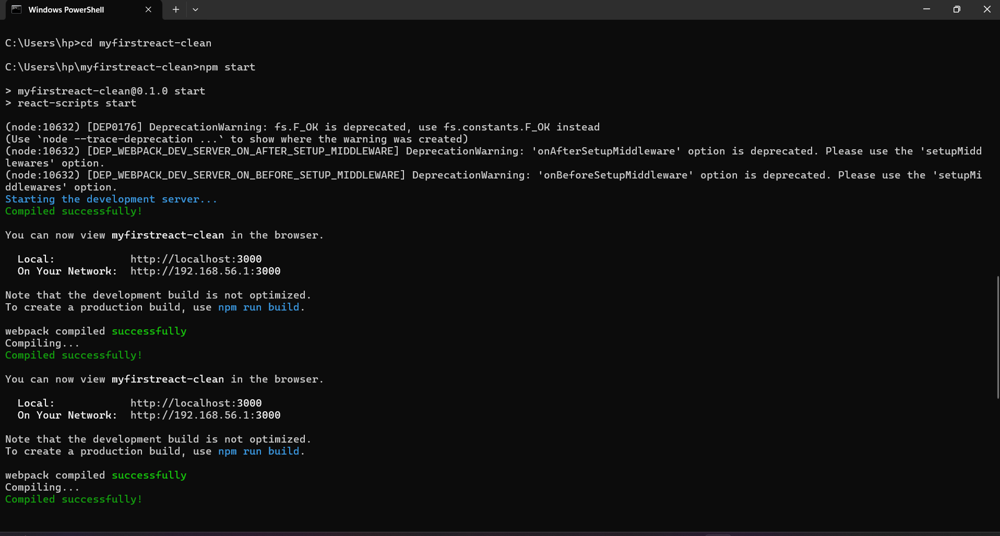 Windows PowerShell
C:\Users\hp>cd myfirstreact-clean
C:\Users\hp\myfirstreact-clean>npm start
> myfirstreact-clean@0.1.0 start
> react-scripts start
(node:10632) [DEP0176] DeprecationWarning: fs.F_OK is deprecated, use fs.constants.F_OK instead
(Use `node --trace-deprecation ...` to show where the warning was created)
(node:10632) [DEP_WEBPACK_DEV_SERVER_ON_AFTER_SETUP_MIDDLEWARE] DeprecationWarning: 'onAfterSetupMiddleware' option is deprecated. Please use the 'setupMidd
lewares' option.
(node:10632) [DEP_WEBPACK_DEV_SERVER_ON_BEFORE_SETUP_MIDDLEWARE] DeprecationWarning: 'onBeforeSetupMiddleware' option is deprecated. Please use the 'setupMi
ddlewares' option.
Starting the development server...
Compiled successfully!
You can now view myfirstreact-clean in the browser.
Local:            http://localhost:3000
On Your Network:  http://192.168.56.1:3000
Note that the development build is not optimized.
To create a production build, use npm run build.
webpack compiled successfully
Compiling...
Compiled successfully!
You can now view myfirstreact-clean in the browser.
Local:            http://localhost:3000
On Your Network:  http://192.168.56.1:3000
Note that the development build is not optimized.
To create a production build, use npm run build.
webpack compiled successfully
Compiling...
Compiled successfully!